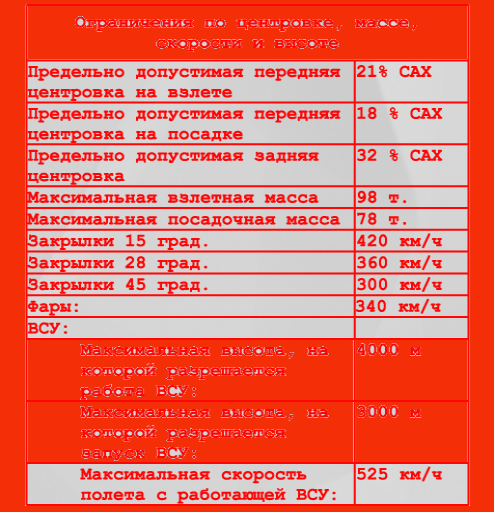 Ограничения по центровке, массе,
скорости и высоте
Предельно допустимая передняя 21% САХ
центровка на взлете
Предельно допустимая передняя 18 % САХ
центровка на посадке
Предельно допустимая задняя 32 % САХ
центровка
Максимальная взлетная масса 98 т.
Максимальная посадочная масса 78 т.
Закрылки 15 град. 420 км/ч
Закрылки 28 град. 360 км/ч
Закрылки 45 град. 300 км/ч
Фары: 340 км/ч
ВСУ:
Максимальная высота, на 4000 м
которой разрешается
работа ВСУ:
Максимальная высота, на 3000 м
которой разрешается
запуск ВСУ:
Максимальная скорость 525 км/ч
полета с работающей ВСУ: